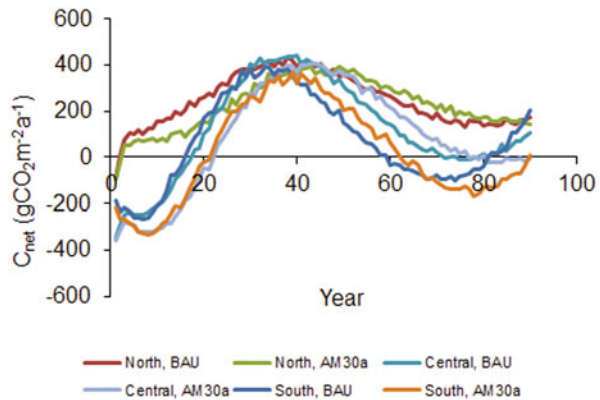 600
400
200
0
-200
-400
-600
0
20
40
60
80
100
Cnet (gCO2m-2a-1)
Year
North, BAU
North, AM30a
Central, BAU
Central, AM30a
South, BAU
South, AM30a